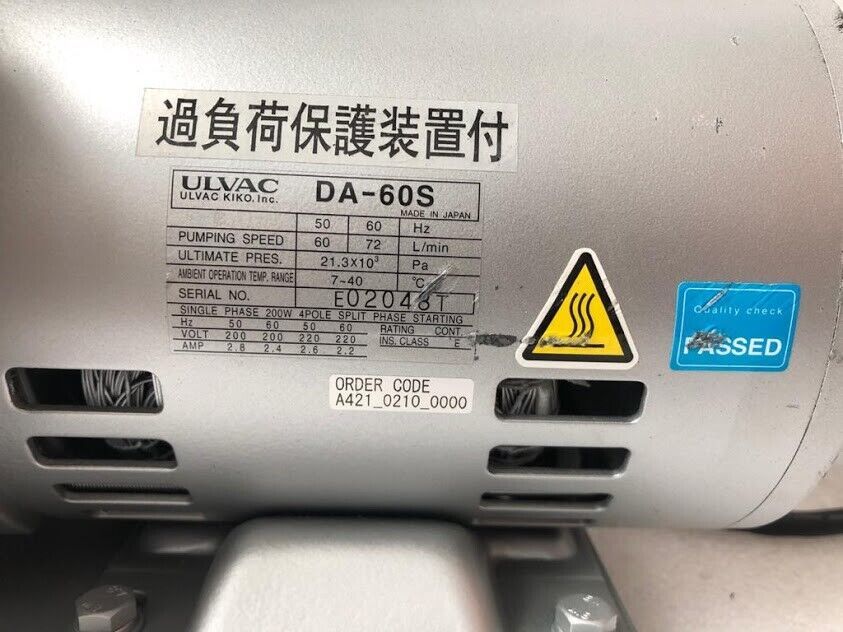 過負荷保護装置付
ULVAC DA-60S
ULVAC KIKO. Inc. MADE IN JAPAN
50 60 Hz
PUMPING SPEED 60 72 L/min
ULTIMATE PRES. 21.3X10³ Pa
AMBIENT OPERATION TEMP. RANGE 7~40 ℃
SERIAL NO. E02048T
SINGLE PHASE 200W 4POLE SPLIT PHASE STARTING
Hz 50 60 50 60 RATING CONT.
VOLT 200 200 220 220 INS. CLASS E
AMP 2.8 2.4 2.6 2.2
ORDER CODE
A421_0210_0000
Quality check
PASSED